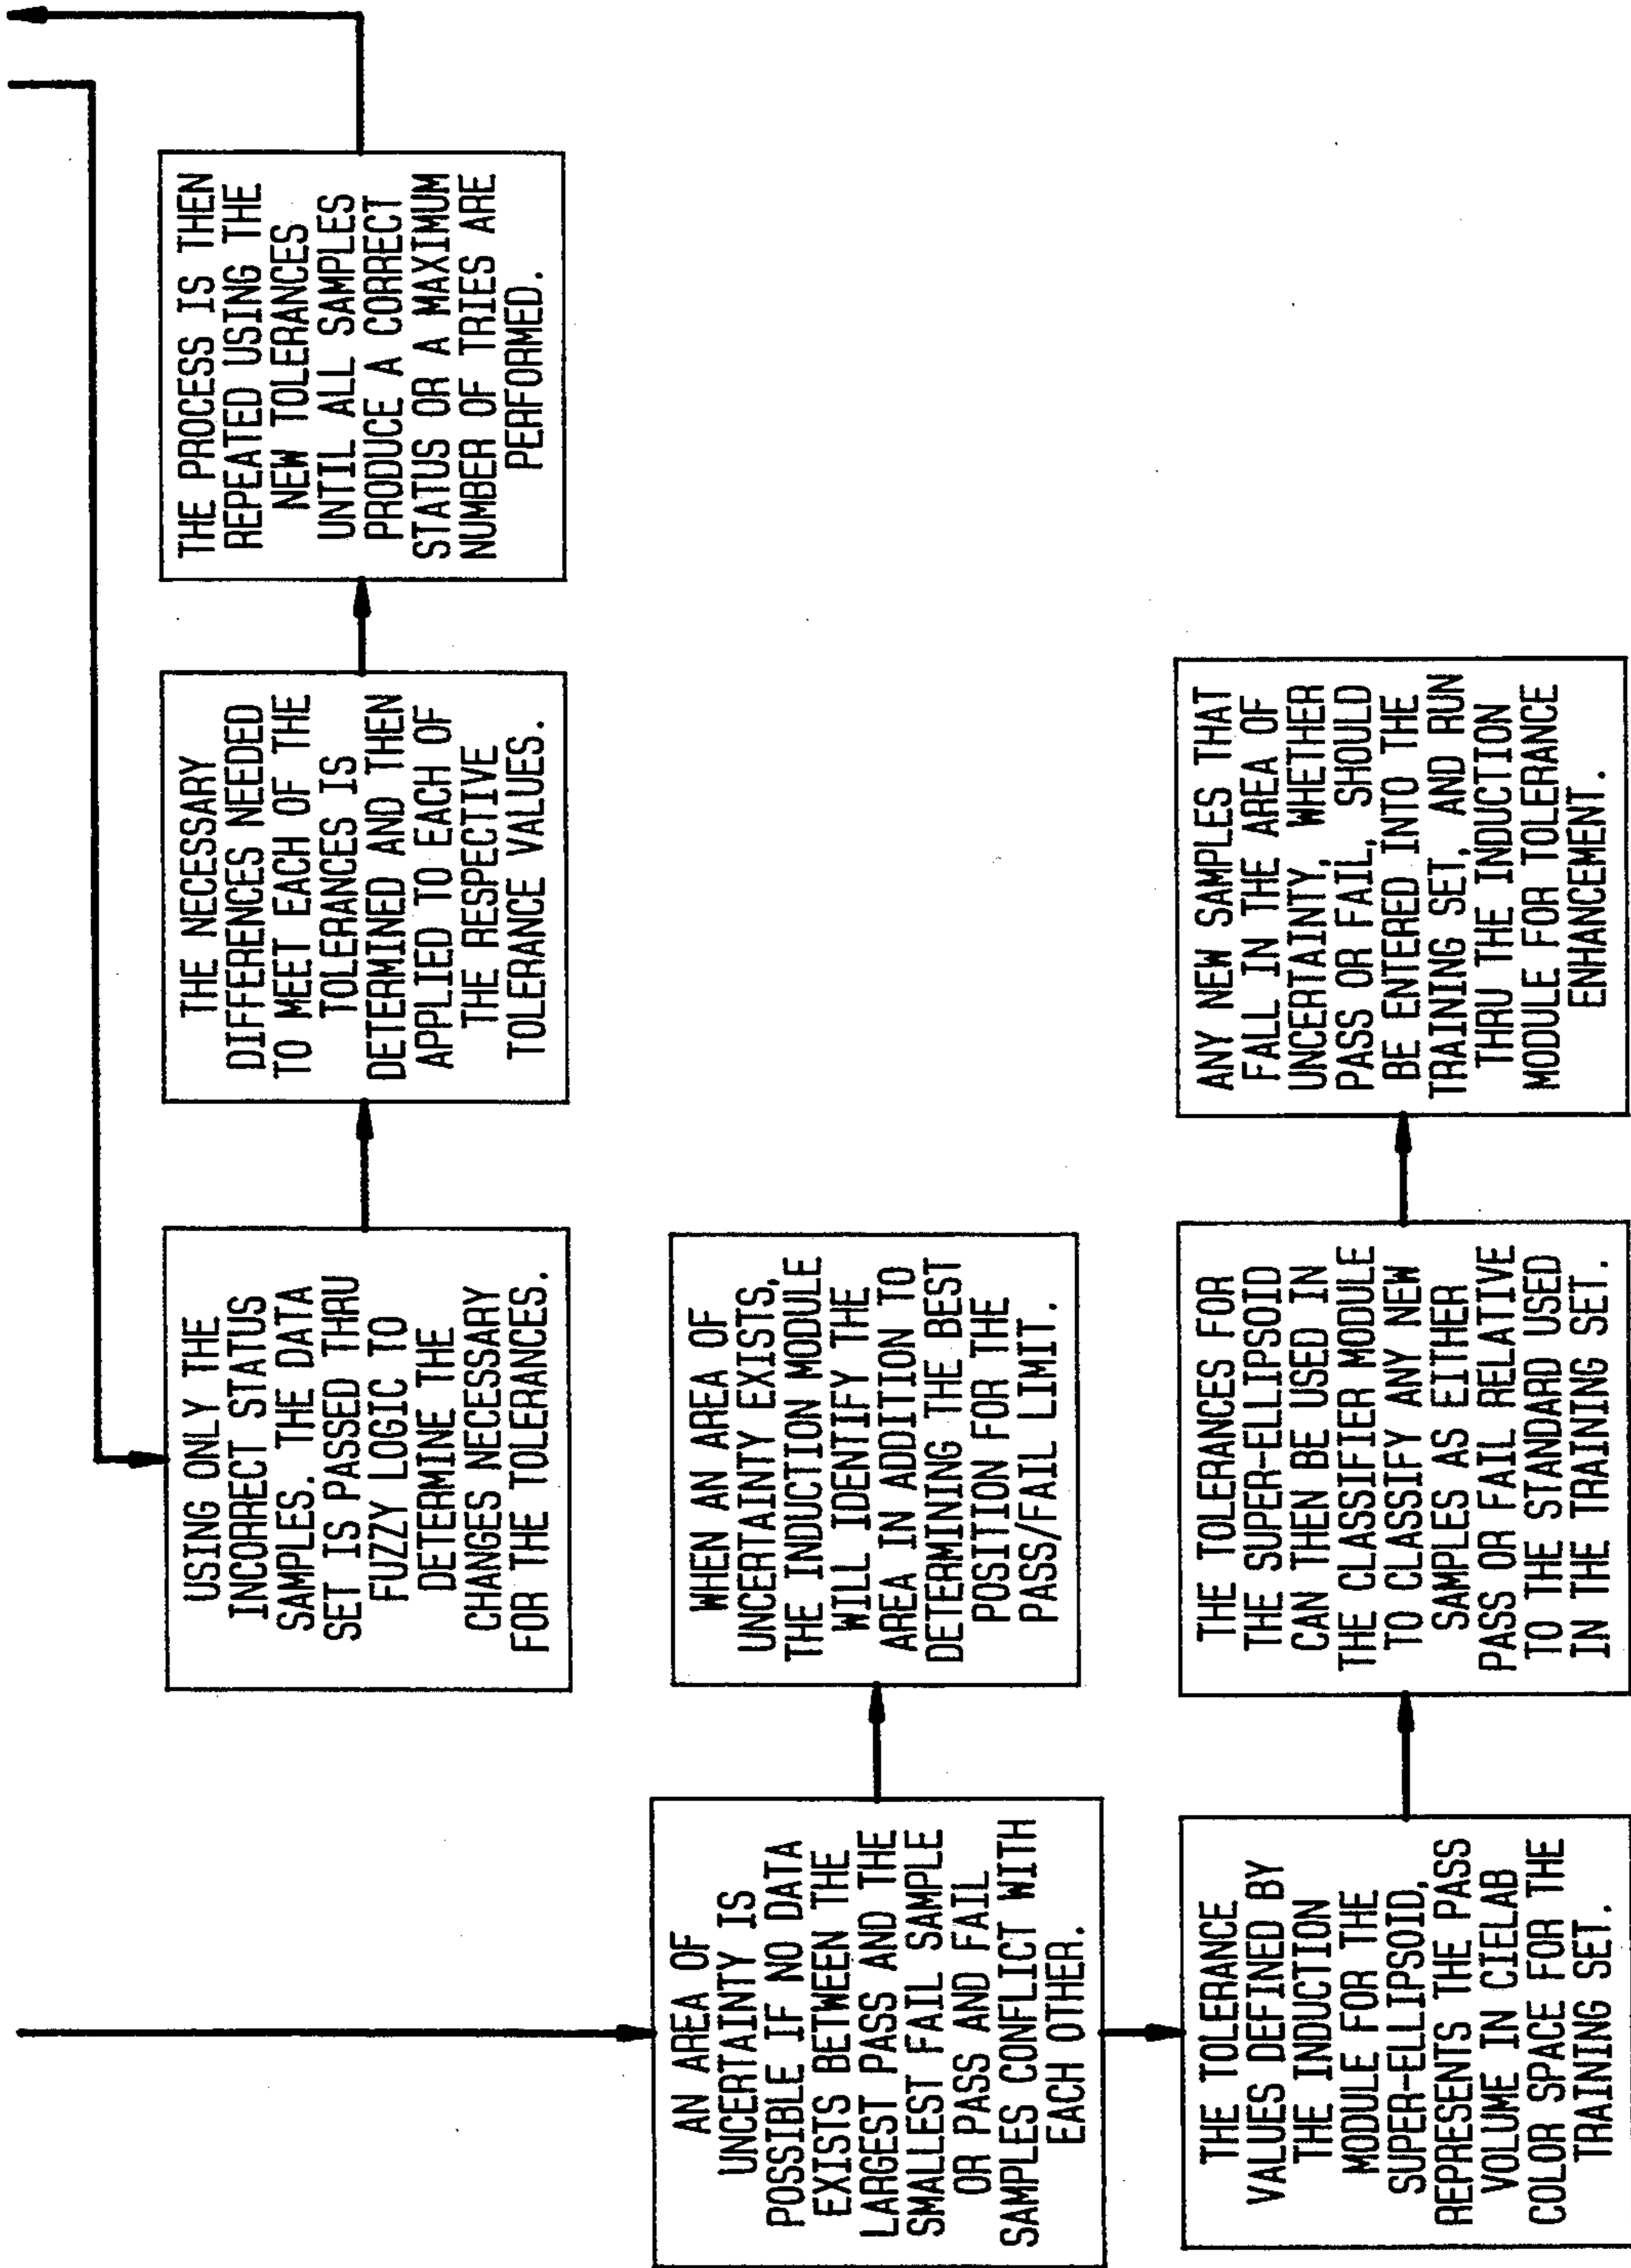 USING ONLY THE
INCORRECT STATUS
SAMPLES. THE DATA
SET IS PASSED THRU
FUZZY LOGIC TO
DETERMINE THE
CHANGES NECESSARY
FOR THE TOLERANCES.
THE NECESSARY
DIFFERENCES NEEDED
TO MEET EACH OF THE
TOLERANCES IS
DETERMINED AND THEN
APPLIED TO EACH OF
THE RESPECTIVE
TOLERANCE VALUES.
THE PROCESS IS THEN
REPEATED USING THE
NEW TOLERANCES
UNTIL ALL SAMPLES
PRODUCE A CORRECT
STATUS OR A MAXIMUM
NUMBER OF TRIES ARE
PERFORMED.
AN AREA OF
UNCERTAINTY IS
POSSIBLE IF NO DATA
EXISTS BETWEEN THE
LARGEST PASS AND THE
SMALLEST FAIL SAMPLE
OR PASS AND FAIL
SAMPLES CONFLICT WITH
EACH OTHER.
WHEN AN AREA OF
UNCERTAINTY EXISTS,
THE INDUCTION MODULE
WILL IDENTIFY THE
AREA IN ADDITION TO
DETERMINING THE BEST
POSITION FOR THE
PASS/FAIL LIMIT.
THE TOLERANCE
VALUES DEFINED BY
THE INDUCTION
MODULE FOR THE
SUPER-ELLIPSOID,
REPRESENTS THE PASS
VOLUME IN CIELAB
COLOR SPACE FOR THE
TRAINING SET.
THE TOLERANCES FOR
THE SUPER-ELLIPSOID
CAN THEN BE USED IN
THE CLASSIFIER MODULE
TO CLASSIFY ANY NEW
SAMPLES AS EITHER
PASS OR FAIL RELATIVE
TO THE STANDARD USED
IN THE TRAINING SET.
ANY NEW SAMPLES THAT
FALL IN THE AREA OF
UNCERTAINTY, WHETHER
PASS OR FAIL, SHOULD
BE ENTERED INTO THE
TRAINING SET, AND RUN
THRU THE INDUCTION
MODULE FOR TOLERANCE
ENHANCEMENT.